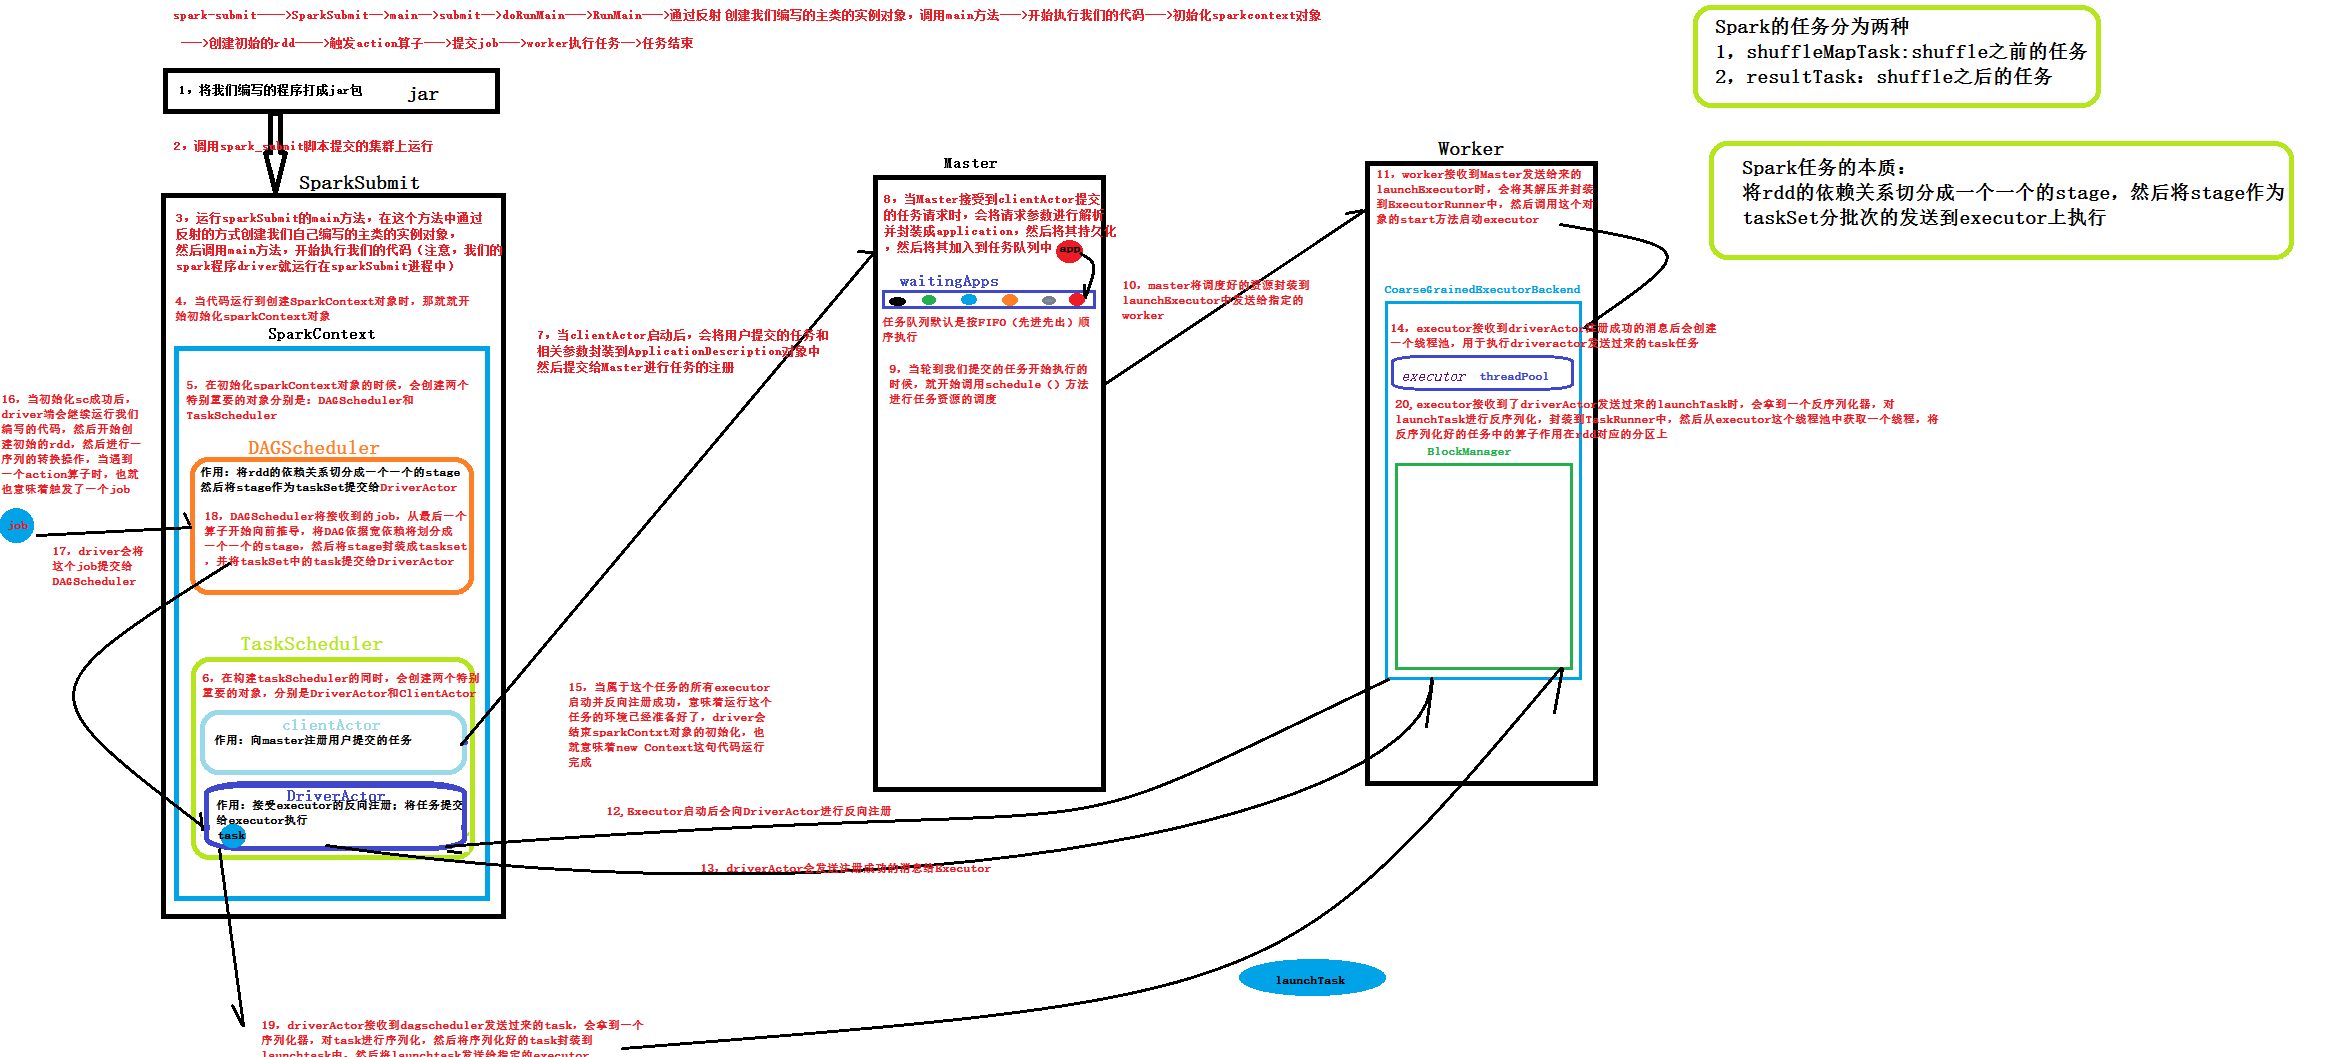 spark-submit---->SparkSubmit-->main-->submit-->doRunMain--->RunMain--->通过反射 创建我们编写的主类的实例对象，调用main方法--->开始执行我们的代码--->初始化sparkcontext对象
--->创建初始的rdd---->触发action算子--->提交job--->worker执行任务-->任务结束
1，将我们编写的程序打成jar包
jar
2，调用spark_submit脚本提交的集群上运行
SparkSubmit
3，运行sparkSubmit的main方法，在这个方法中通过
反射的方式创建我们自己编写的主类的实例对象，
然后调用main方法，开始执行我们的代码（注意，我们的
spark程序driver就运行在sparkSubmit进程中）
4，当代码运行到创建SparkContext对象时，那就就开
始初始化sparkContext对象
SparkContext
5，在初始化sparkContext对象的时候，会创建两个
特别重要的对象分别是：DAGScheduler和
TaskScheduler
DAGScheduler
作用：将rdd的依赖关系切分成一个一个的stage
然后将stage作为taskSet提交给DriverActor
18，DAGScheduler将接收到的job，从最后一个
算子开始向前推导，将DAG依据宽依赖将划分成
一个一个的stage，然后将stage封装成taskset
，并将taskSet中的task提交给DriverActor
TaskScheduler
6，在构建taskScheduler的同时，会创建两个特别
重要的对象，分别是DriverActor和ClientActor
clientActor
作用：向master注册用户提交的任务
DriverActor
作用：接受executor的反向注册；将任务提交
给executor执行
task
16，当初始化sc成功后，
driver端会继续运行我们
编写的代码，然后开始创
建初始的rdd，然后进行一
序列的转换操作，当遇到
一个action算子时，也就
也意味着触发了一个job
job
17，driver会将
这个job提交给
DAGScheduler
7，当clientActor启动后，会将用户提交的任务和
相关参数封装到ApplicationDescription对象中
然后提交给Master进行任务的注册
Master
8，当Master接受到clientActor提交
的任务请求时，会将请求参数进行解析
并封装成application，然后将其持久化
，然后将其加入到任务队列中
app
waitingApps
任务队列默认是按FIFO（先进先出）顺
序执行
9，当轮到我们提交的任务开始执行的
时候，就开始调用schedule（）方法
进行任务资源的调度
10，master将调度好的资源封装到
launchExecutor中发送给指定的
worker
Worker
11，worker接收到Master发送给来的
launchExecutor时，会将其解压并封装
到ExecutorRunner中，然后调用这个对
象的start方法启动executor
CoarseGrainedExecutorBackend
14，executor接收到driverActor注册成功的消息后会创建
一个线程池，用于执行driveractor发送过来的task任务
executor threadPool
20,executor接收到了driverActor发送过来的launchTask时，会拿到一个反序列化器，对
launchTask进行反序列化，封装到TaskRunner中，然后从executor这个线程池中获取一个线程，将
反序列化好的任务中的算子作用在rdd对应的分区上
BlockManager
15，当属于这个任务的所有executor
启动并反向注册成功，意味着运行这个
任务的环境已经准备好了，driver会
结束sparkContxt对象的初始化，也
就意味着new Context这句代码运行
完成
12,Executor启动后会向DriverActor进行反向注册
13，driverActor会发送注册成功的消息给Executor
launchTask
19，driverActor接收到dagscheduler发送过来的task，会拿到一个
序列化器，对task进行序列化，然后将序列化好的task封装到
launchtask中，然后将launchtask发送给指定的executor
Spark的任务分为两种
1，shuffleMapTask:shuffle之前的任务
2，resultTask：shuffle之后的任务
Spark任务的本质：
将rdd的依赖关系切分成一个一个的stage，然后将stage作为
taskSet分批次的发送到executor上执行